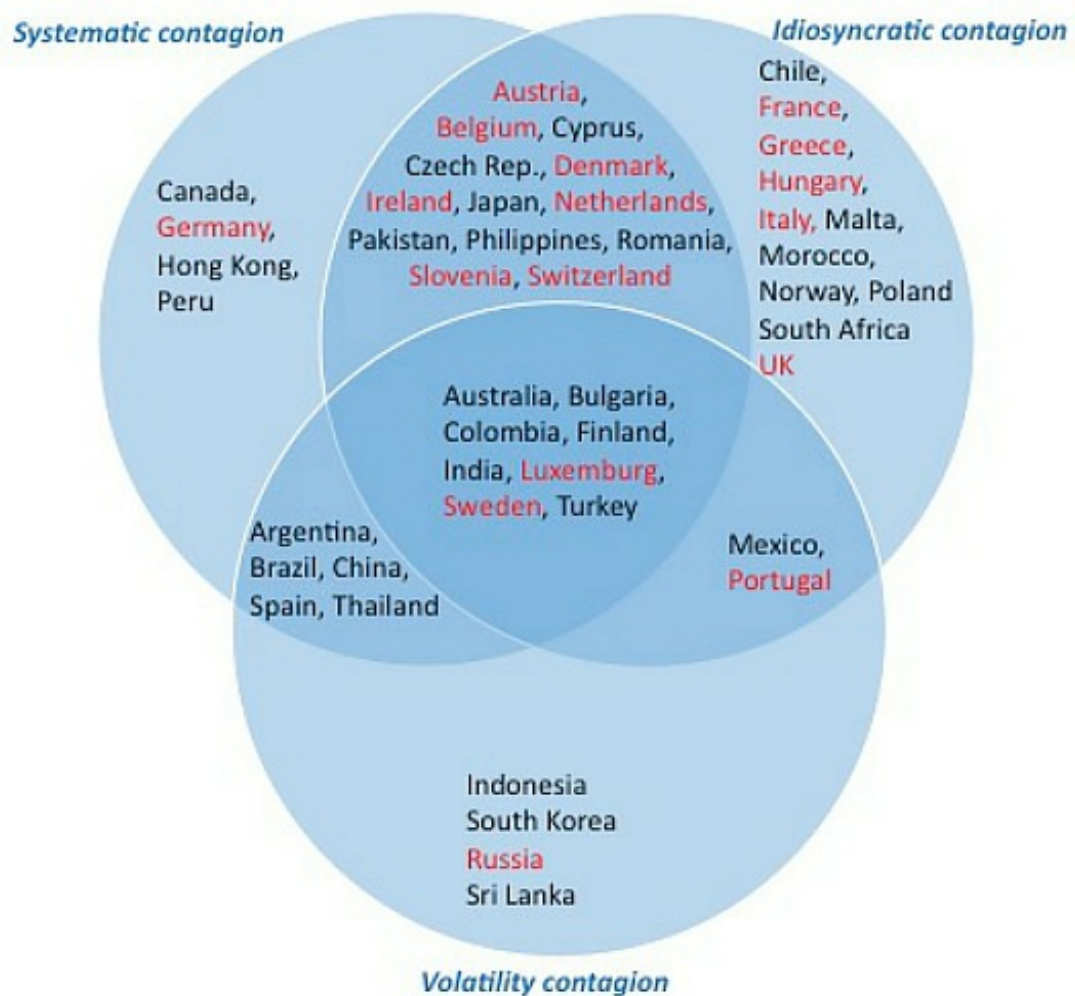 Systematic contagion
Idiosyncratic contagion
Canada,
Germany,
Hong Kong,
Peru
Austria,
Belgium, Cyprus,
Czech Rep., Denmark,
Ireland, Japan, Netherlands,
Pakistan, Philippines, Romania,
Slovenia, Switzerland
Chile,
France,
Greece,
Hungary,
Italy, Malta,
Morocco,
Norway, Poland
South Africa
UK
Australia, Bulgaria,
Colombia, Finland,
India, Luxemburg,
Sweden, Turkey
Argentina,
Brazil, China,
Spain, Thailand
Mexico,
Portugal
Indonesia
South Korea
Russia
Sri Lanka
Volatility contagion